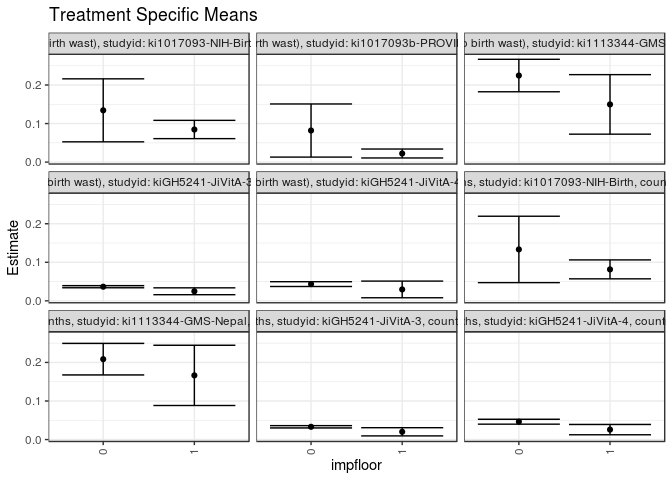 Treatment Specific Means
birth wast), studyid: ki1017093-NIH-Birt
birth wast), studyid: ki1017093b-PROVI
birth wast), studyid: ki1113344-GMS
0.2
0.1
0.0
birth wast), studyid: kiGH5241-JiVitA-3
birth wast), studyid: kiGH5241-JiVitA-4
hs, studyid: ki1017093-NIH-Birth, coun
0.2
0.1
0.0
nths, studyid: ki1113344-GMS-Nepal,
ths, studyid: kiGH5241-JiVitA-3, count
ths, studyid: kiGH5241-JiVitA-4, count
0.2
0.1
0.0
0
1
0
1
0
1
Estimate
impfloor